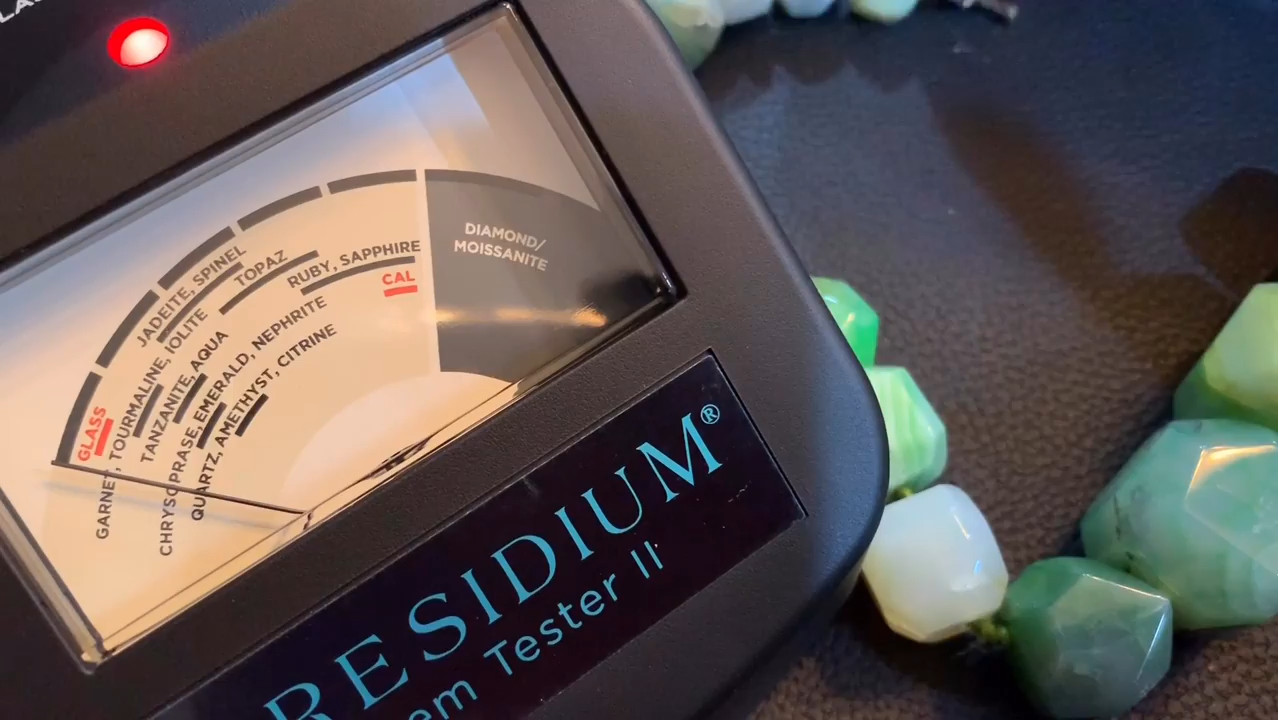 JADEITE, SPINEL
TOPAZ
RUBY, SAPPHIRE
CAL
DIAMOND/
MOISSANITE
GLASS
GARNET, TOURMALINE, IOLITE
TANZANITE, AQUA
CHRYSOPRASE, EMERALD, NEPHRITE
QUARTZ, AMETHYST, CITRINE
RESIDIUM®
em Tester II